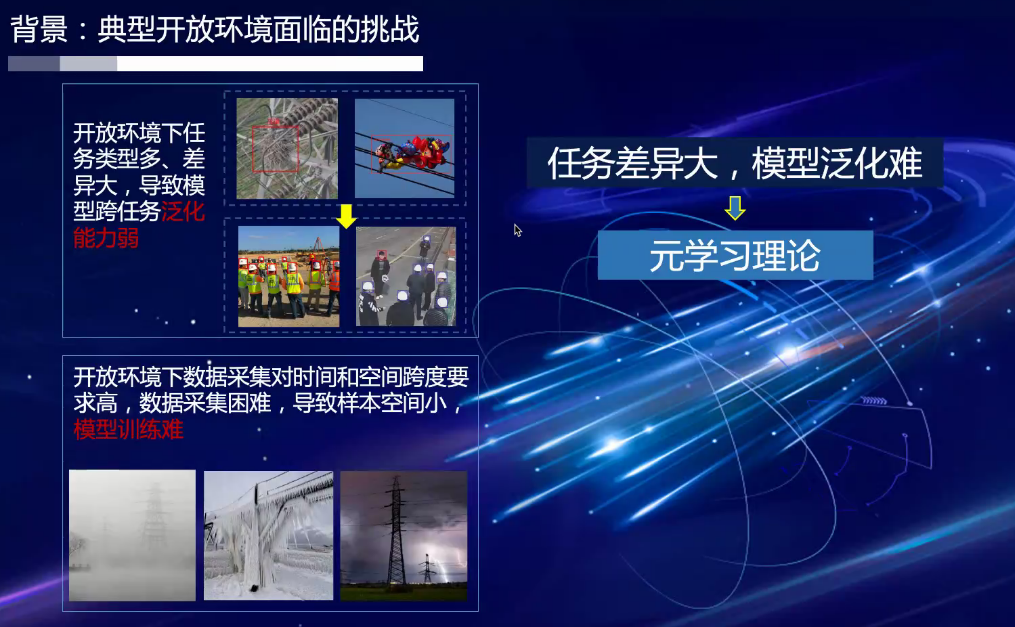 背景：典型开放环境面临的挑战
开放环境下任
务类型多、差
异大，导致模
型跨任务泛化
能力弱
开放环境下数据采集对时间和空间跨度要
求高，数据采集困难，导致样本空间小，
模型训练难
任务差异大，模型泛化难
元学习理论